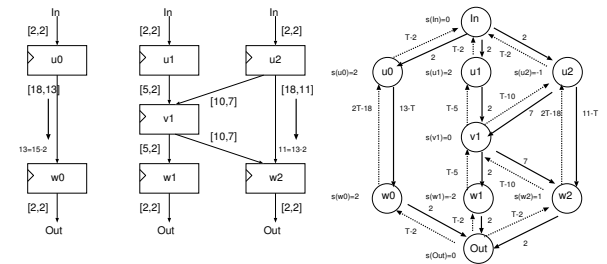 In In In
[2,2] [2,2] [2,2]
u0 u1 u2
[18,13] [5,2] [10,7] [18,11]
v1
[10,7]
13=15-2 [5,2] 11=13-2
w0 w1 w2
[2,2] [2,2] [2,2]
Out Out Out
s(In)=0 In
T-2 2 T-2 2 T-2 2
s(u0)=2 u0 s(u1)=2 u1 s(u2)=-1 u2
T-5 2 T-10
2T-18 13-T 7 2T-18 11-T
s(v1)=0 v1
T-5 2 T-10 7
s(w0)=2 w0 s(w1)=-2 w1 s(w2)=1 w2
2 T-2 T-2 2 T-2 2
s(Out)=0 Out